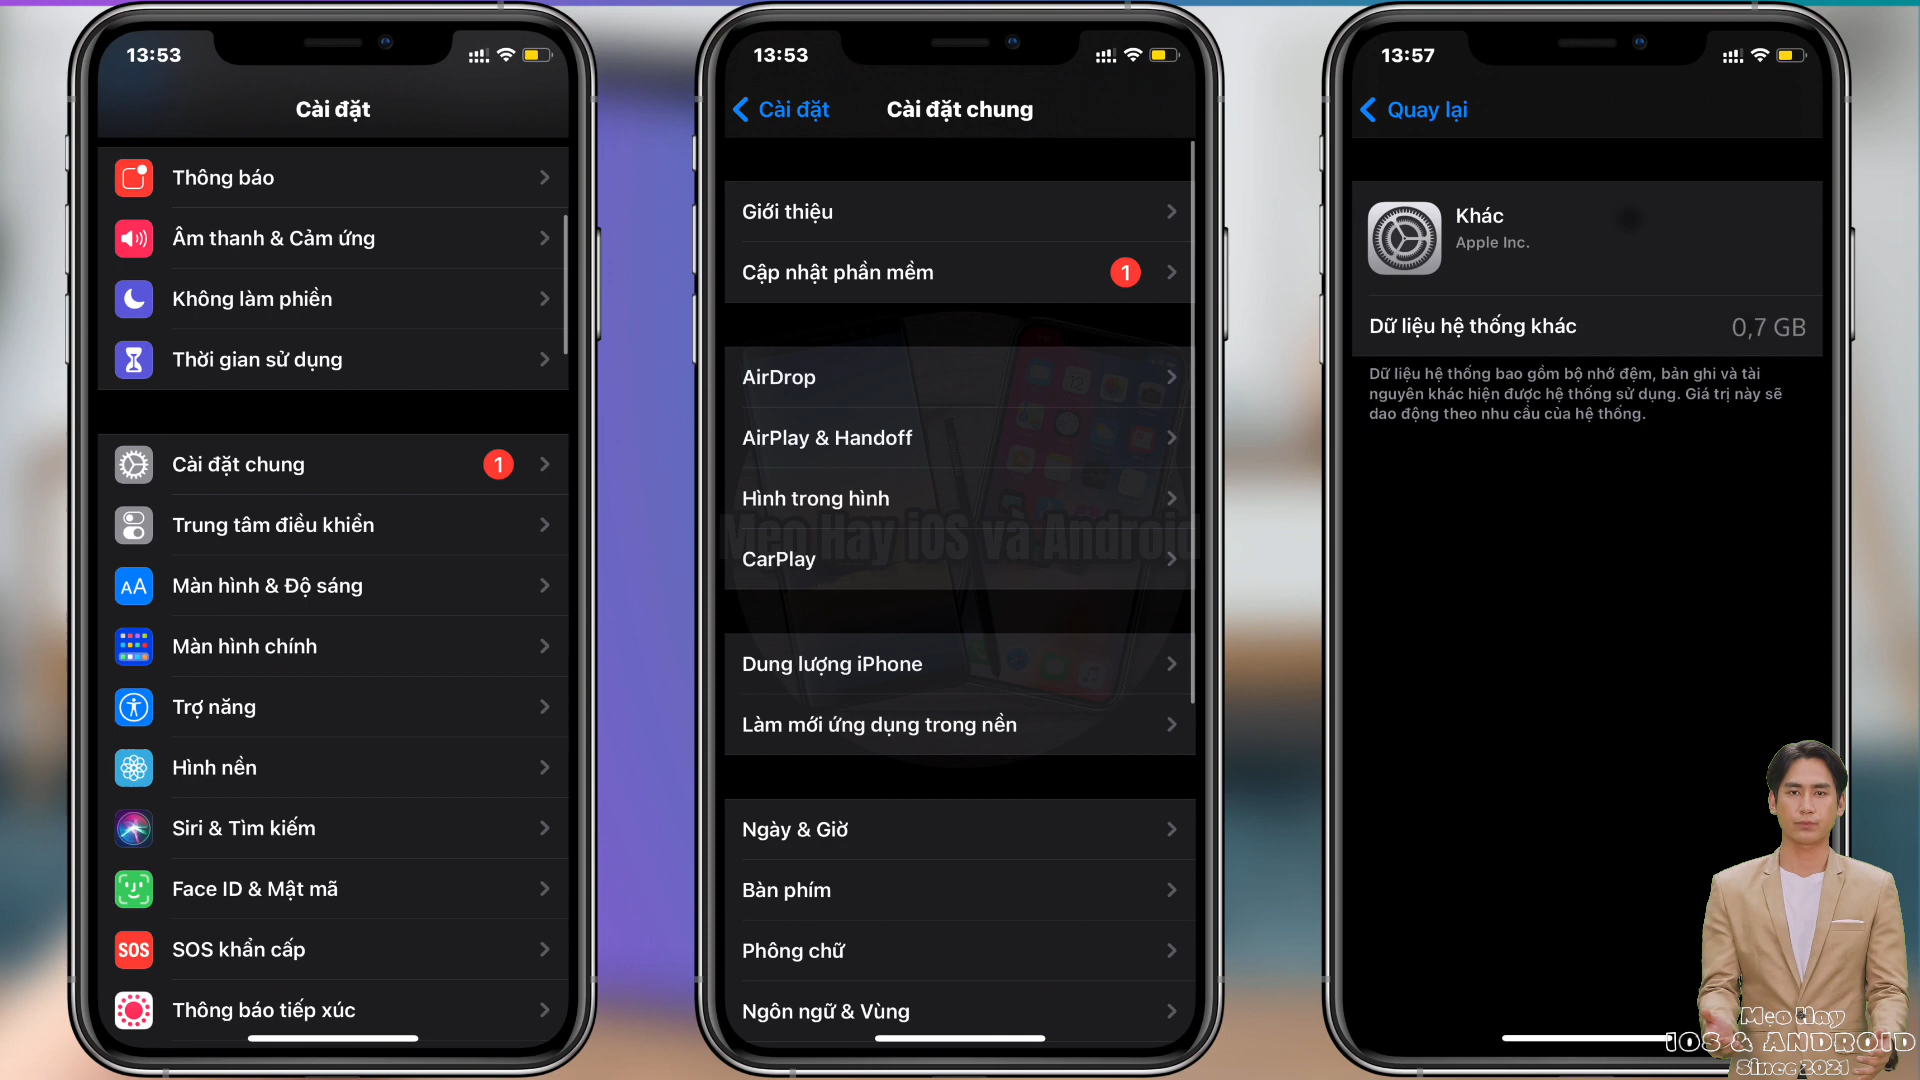 13:53
Cài đặt
Thông báo
Âm thanh & Cảm ứng
Không làm phiền
Thời gian sử dụng
Cài đặt chung
1
Trung tâm điều khiển
AA
Màn hình & Độ sáng
Màn hình chính
Trợ năng
Hình nền
Siri & Tìm kiếm
Face ID & Mật mã
SOS
SOS khẩn cấp
Thông báo tiếp xúc
13:53
Cài đặt
Cài đặt chung
Giới thiệu
Cập nhật phần mềm
1
AirDrop
AirPlay & Handoff
Hình trong hình
Mẹo Hay iOS và Android
CarPlay
Dung lượng iPhone
Làm mới ứng dụng trong nền
Ngày & Giờ
Bàn phím
Phông chữ
Ngôn ngữ & Vùng
13:57
Quay lại
Khác
Apple Inc.
Dữ liệu hệ thống khác
0,7 GB
Dữ liệu hệ thống bao gồm bộ nhớ đệm, bản ghi và tài
nguyên khác hiện được hệ thống sử dụng. Giá trị này sẽ
dao động theo nhu cầu của hệ thống.
Mẹo Hay
IOS & ANDROID
Since 2021